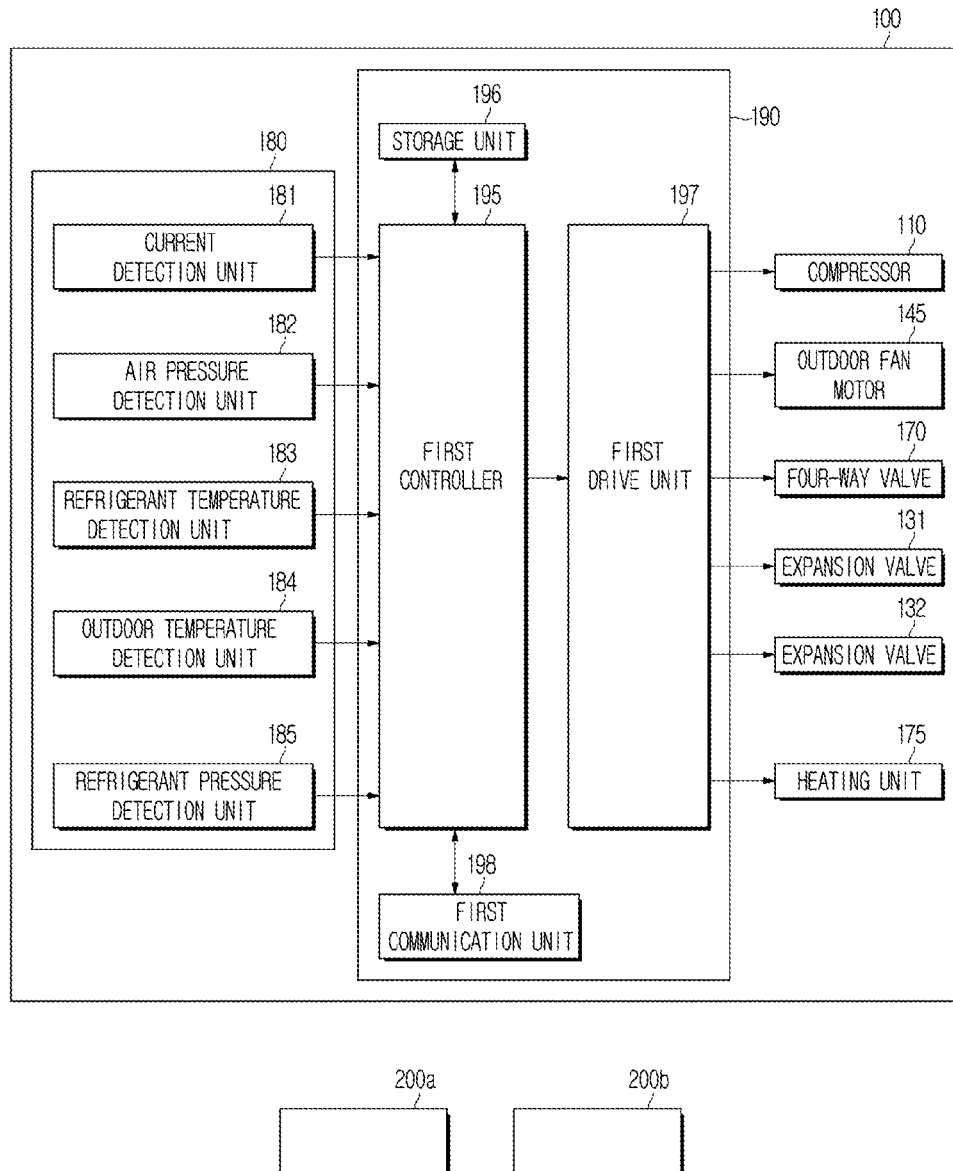 100
196
190
STORAGE UNIT
180
181
195
197
CURRENT
DETECTION UNIT
110
COMPRESSOR
182
145
AIR PRESSURE
DETECTION UNIT
OUTDOOR FAN
MOTOR
183
FIRST
CONTROLLER
FIRST
DRIVE UNIT
170
REFRIGERANT TEMPERATURE
DETECTION UNIT
FOUR-WAY VALVE
131
EXPANSION VALVE
184
132
OUTDOOR TEMPERATURE
DETECTION UNIT
EXPANSION VALVE
185
175
REFRIGERANT PRESSURE
DETECTION UNIT
HEATING UNIT
198
FIRST
COMMUNICATION UNIT
200a
200b